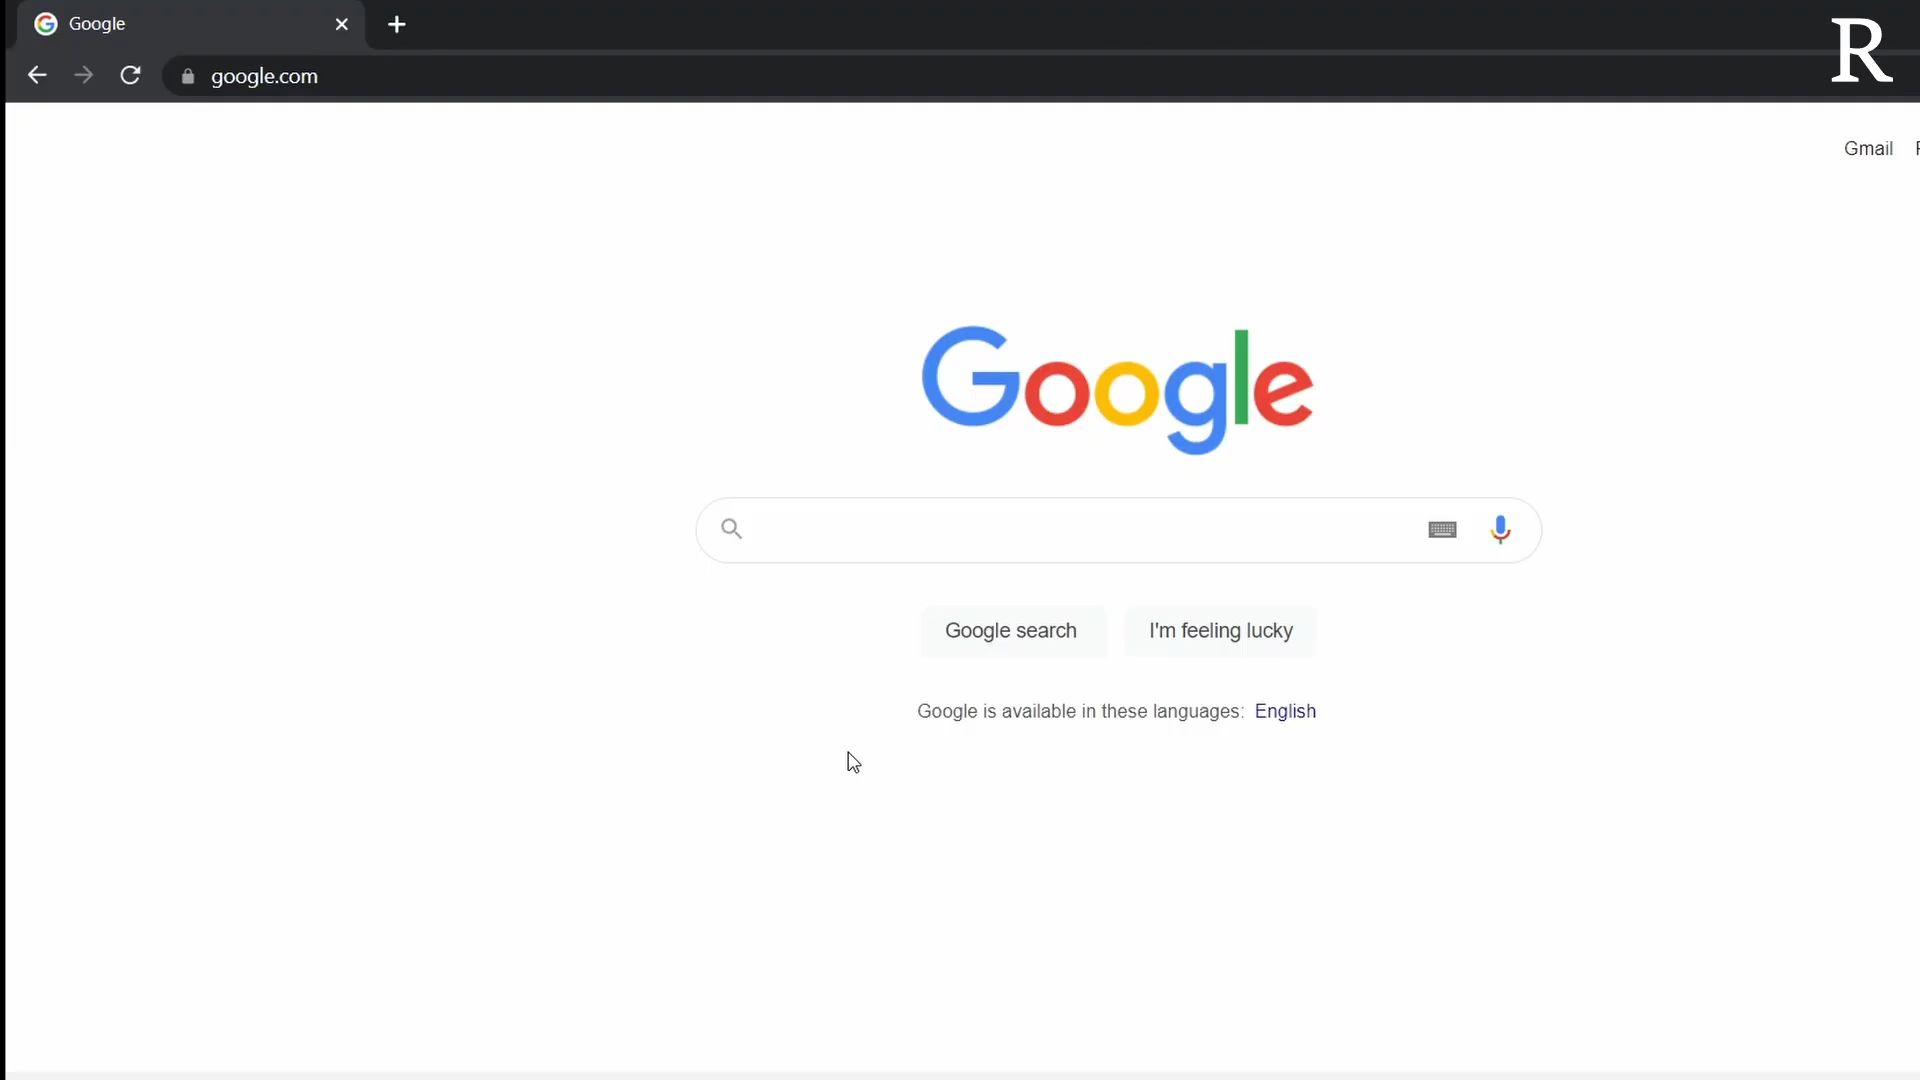 Google
google.com
R
Gmail
Google
Google search
I'm feeling lucky
Google is available in these languages: English